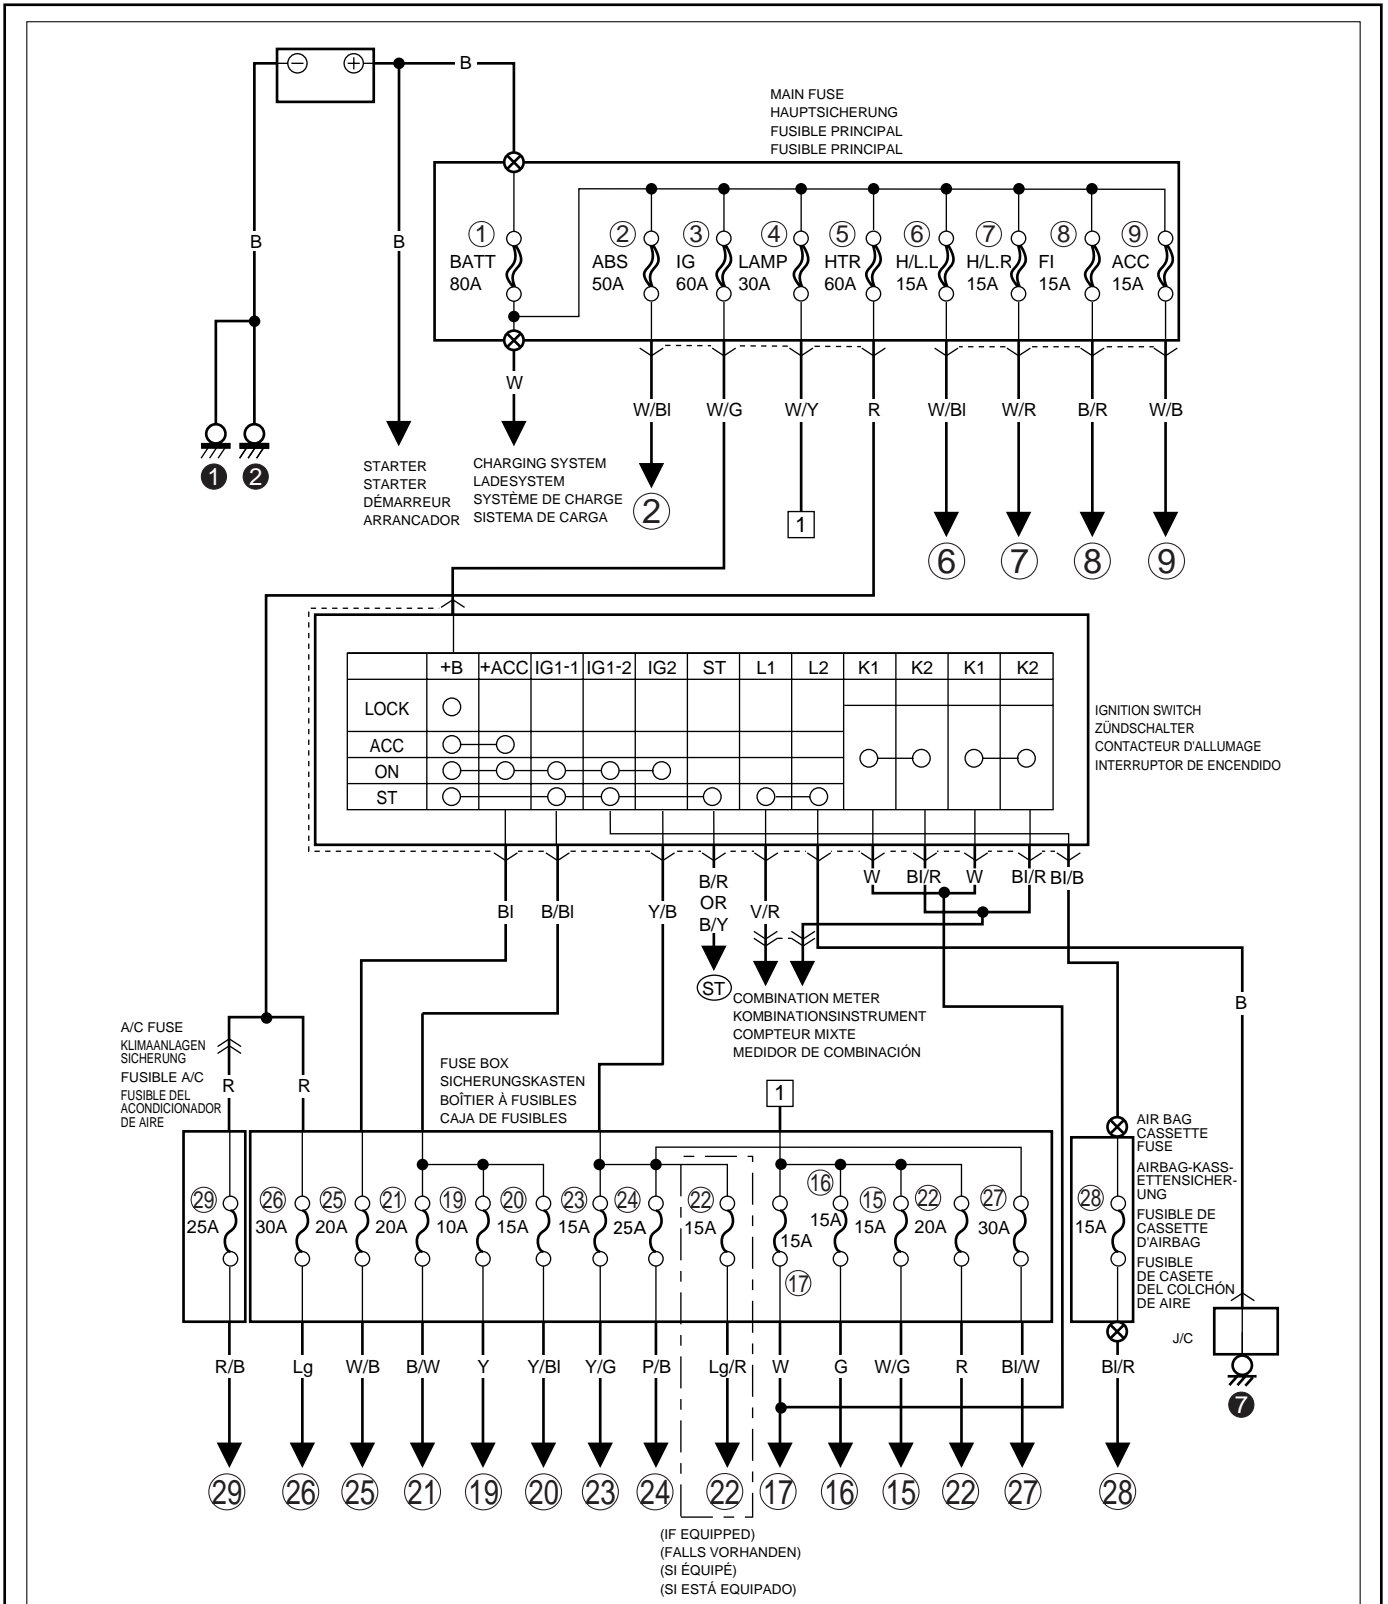 B
MAIN FUSE
HAUPTSICHERUNG
FUSIBLE PRINCIPAL
FUSIBLE PRINCIPAL
B
B
① ② ③ ④ ⑤ ⑥ ⑦ ⑧ ⑨
BATT ABS IG LAMP HTR H/L.L H/L.R FI ACC
80A 50A 60A 30A 60A 15A 15A 15A 15A
W
W/Bl W/G W/Y R W/Bl W/R B/R W/B
❶ ❷
STARTER
STARTER
DÉMARREUR
ARRANCADOR
CHARGING SYSTEM
LADESYSTEM
SYSTÈME DE CHARGE
SISTEMA DE CARGA
② 1 ⑥ ⑦ ⑧ ⑨
+B +ACC IG1-1 IG1-2 IG2 ST L1 L2 K1 K2 K1 K2
LOCK
ACC
ON
ST
IGNITION SWITCH
ZÜNDSCHALTER
CONTACTEUR D'ALLUMAGE
INTERRUPTOR DE ENCENDIDO
Bl B/Bl Y/B
B/R
OR
B/Y
V/R W Bl/R W Bl/R Bl/B
ST
COMBINATION METER
KOMBINATIONSINSTRUMENT
COMPTEUR MIXTE
MEDIDOR DE COMBINACIÓN
B
A/C FUSE
KLIMAANLAGEN
SICHERUNG
FUSIBLE A/C
FUSIBLE DEL
ACONDICIONADOR
DE AIRE
R R
FUSE BOX
SICHERUNGSKASTEN
BOÎTIER À FUSIBLES
CAJA DE FUSIBLES
1
AIR BAG
CASSETTE
FUSE
AIRBAG-KASS-
ETTENSICHER-
UNG
FUSIBLE DE
CASSETTE
D'AIRBAG
FUSIBLE
DE CASETE
DEL COLCHÓN
DE AIRE
㉙ ㉖ ㉕ ㉑ ⑲ ⑳ ㉓ ㉔ ㉒ ⑰ ⑯ ⑮ ㉒ ㉗ ㉘
25A 30A 20A 20A 10A 15A 15A 25A 15A 15A 15A 15A 20A 30A 15A
J/C
R/B Lg W/B B/W Y Y/Bl Y/G P/B Lg/R W G W/G R Bl/W Bl/R
❼
㉙ ㉖ ㉕ ㉑ ⑲ ⑳ ㉓ ㉔ ㉒ ⑰ ⑯ ⑮ ㉒ ㉗ ㉘
(IF EQUIPPED)
(FALLS VORHANDEN)
(SI ÉQUIPÉ)
(SI ESTÁ EQUIPADO)